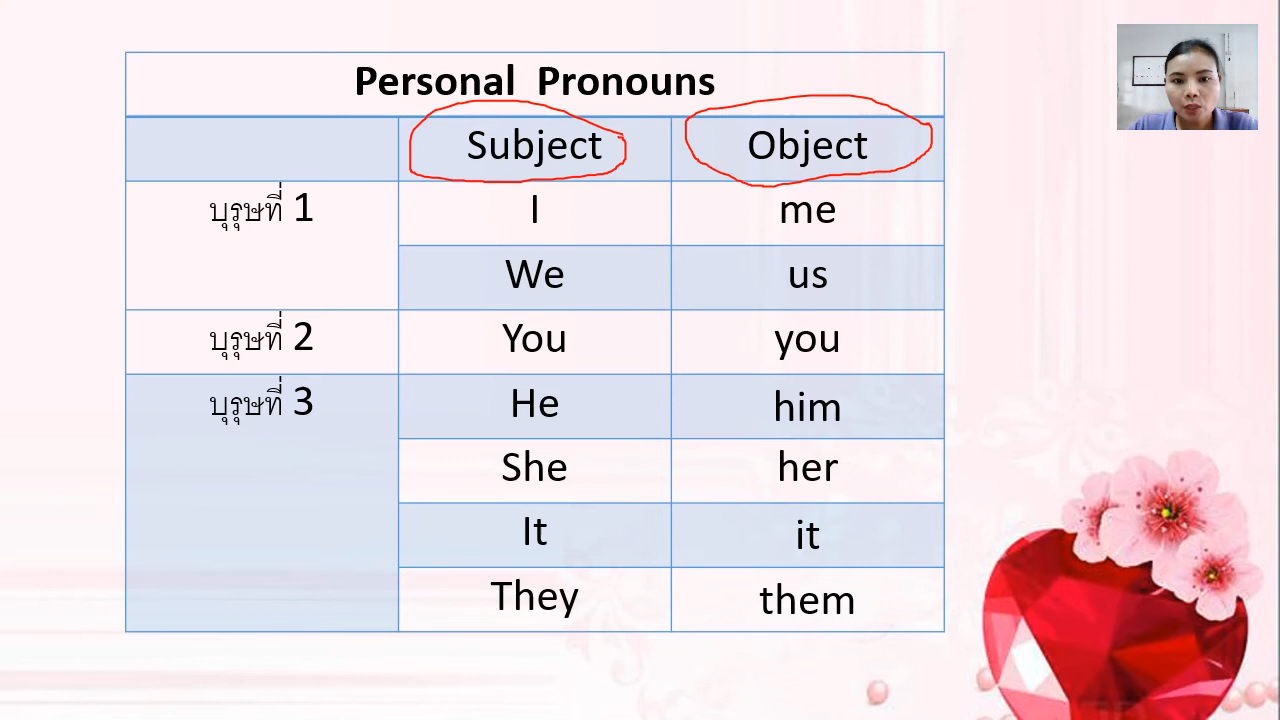 Personal Pronouns
Subject Object
บุรุษที่ 1 I me
We us
บุรุษที่ 2 You you
บุรุษที่ 3 He him
She her
It it
They them